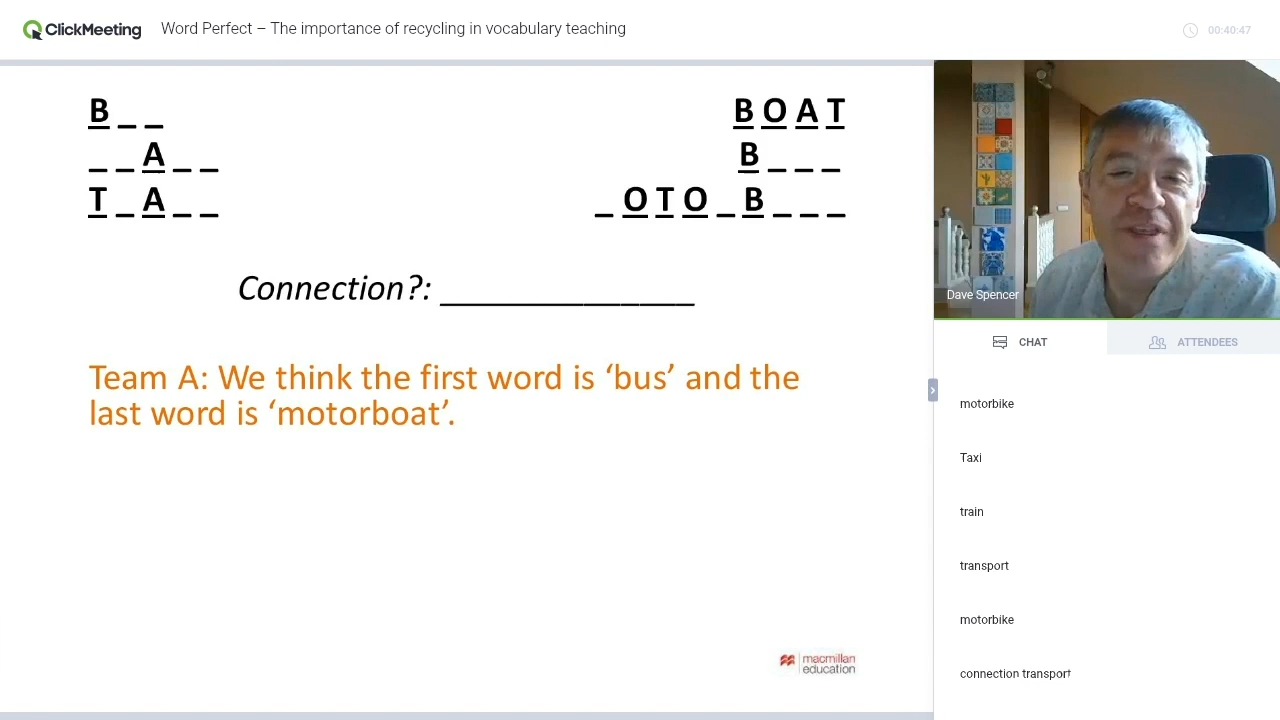 ClickMeeting Word Perfect – The importance of recycling in vocabulary teaching 00:40:47
B _ _
_ _ A _ _
T _ A _ _
B O A T
B _ _ _
_ O T O _ B _ _ _
Connection?: ______________
Team A: We think the first word is ‘bus’ and the
last word is ‘motorboat’.
macmillan
education
Dave Spencer
CHAT ATTENDEES
motorbike
Taxi
train
transport
motorbike
connection transport